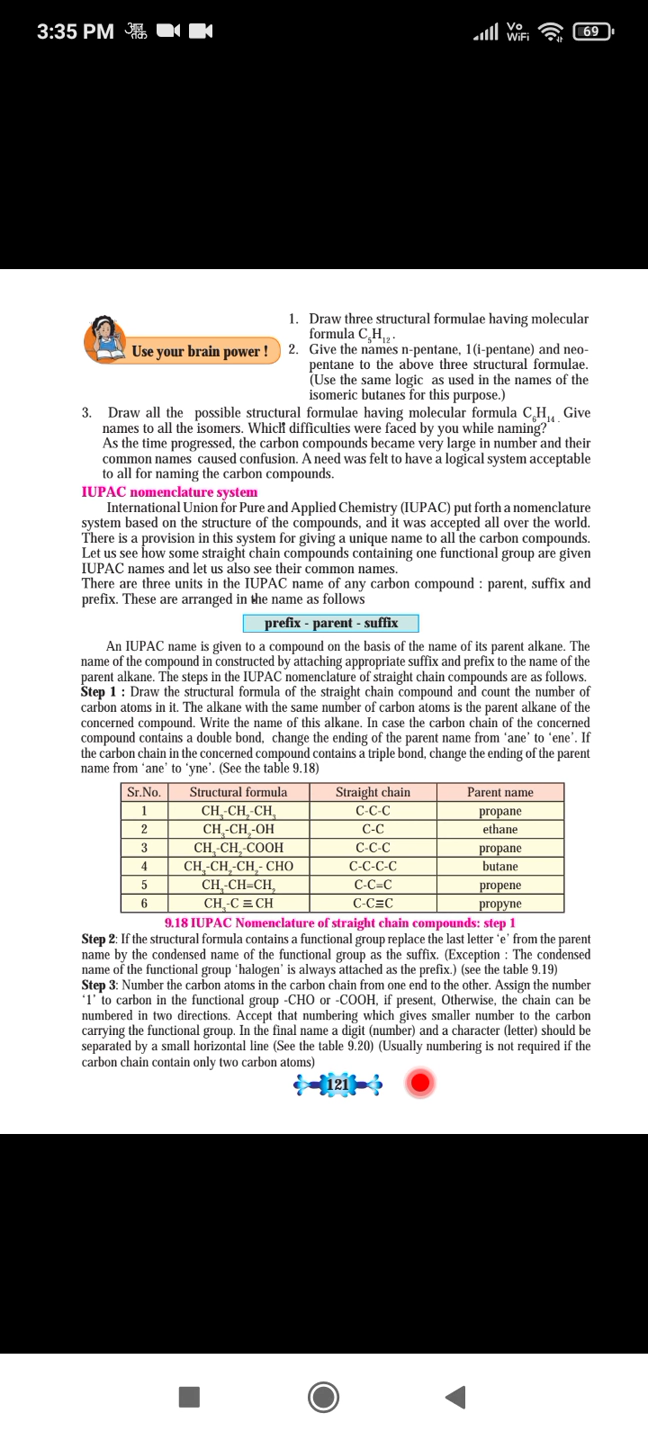 3:35 PM
Vo WiFi 69
1. Draw three structural formulae having molecular
formula C₅H₁₂.
Use your brain power !
2. Give the names n-pentane, 1(i-pentane) and neo-
pentane to the above three structural formulae.
(Use the same logic as used in the names of the
isomeric butanes for this purpose.)
3. Draw all the possible structural formulae having molecular formula C₆H₁₄. Give
names to all the isomers. Which difficulties were faced by you while naming?
As the time progressed, the carbon compounds became very large in number and their
common names caused confusion. A need was felt to have a logical system acceptable
to all for naming the carbon compounds.
IUPAC nomenclature system
International Union for Pure and Applied Chemistry (IUPAC) put forth a nomenclature
system based on the structure of the compounds, and it was accepted all over the world.
There is a provision in this system for giving a unique name to all the carbon compounds.
Let us see how some straight chain compounds containing one functional group are given
IUPAC names and let us also see their common names.
There are three units in the IUPAC name of any carbon compound : parent, suffix and
prefix. These are arranged in the name as follows
prefix - parent - suffix
An IUPAC name is given to a compound on the basis of the name of its parent alkane. The
name of the compound in constructed by attaching appropriate suffix and prefix to the name of the
parent alkane. The steps in the IUPAC nomenclature of straight chain compounds are as follows.
Step 1 : Draw the structural formula of the straight chain compound and count the number of
carbon atoms in it. The alkane with the same number of carbon atoms is the parent alkane of the
concerned compound. Write the name of this alkane. In case the carbon chain of the concerned
compound contains a double bond, change the ending of the parent name from 'ane' to 'ene'. If
the carbon chain in the concerned compound contains a triple bond, change the ending of the parent
name from 'ane' to 'yne'. (See the table 9.18)
Sr.No. Structural formula Straight chain Parent name
1 CH₃-CH₂-CH₃ C-C-C propane
2 CH₃-CH₂-OH C-C ethane
3 CH₃-CH₂-COOH C-C-C propane
4 CH₃-CH₂-CH₂- CHO C-C-C-C butane
5 CH₃-CH=CH₂ C-C=C propene
6 CH₃-C ≡ CH C-C≡C propyne
9.18 IUPAC Nomenclature of straight chain compounds: step 1
Step 2: If the structural formula contains a functional group replace the last letter 'e' from the parent
name by the condensed name of the functional group as the suffix. (Exception : The condensed
name of the functional group 'halogen' is always attached as the prefix.) (see the table 9.19)
Step 3: Number the carbon atoms in the carbon chain from one end to the other. Assign the number
'1' to carbon in the functional group -CHO or -COOH, if present, Otherwise, the chain can be
numbered in two directions. Accept that numbering which gives smaller number to the carbon
carrying the functional group. In the final name a digit (number) and a character (letter) should be
separated by a small horizontal line (See the table 9.20) (Usually numbering is not required if the
carbon chain contain only two carbon atoms)
121